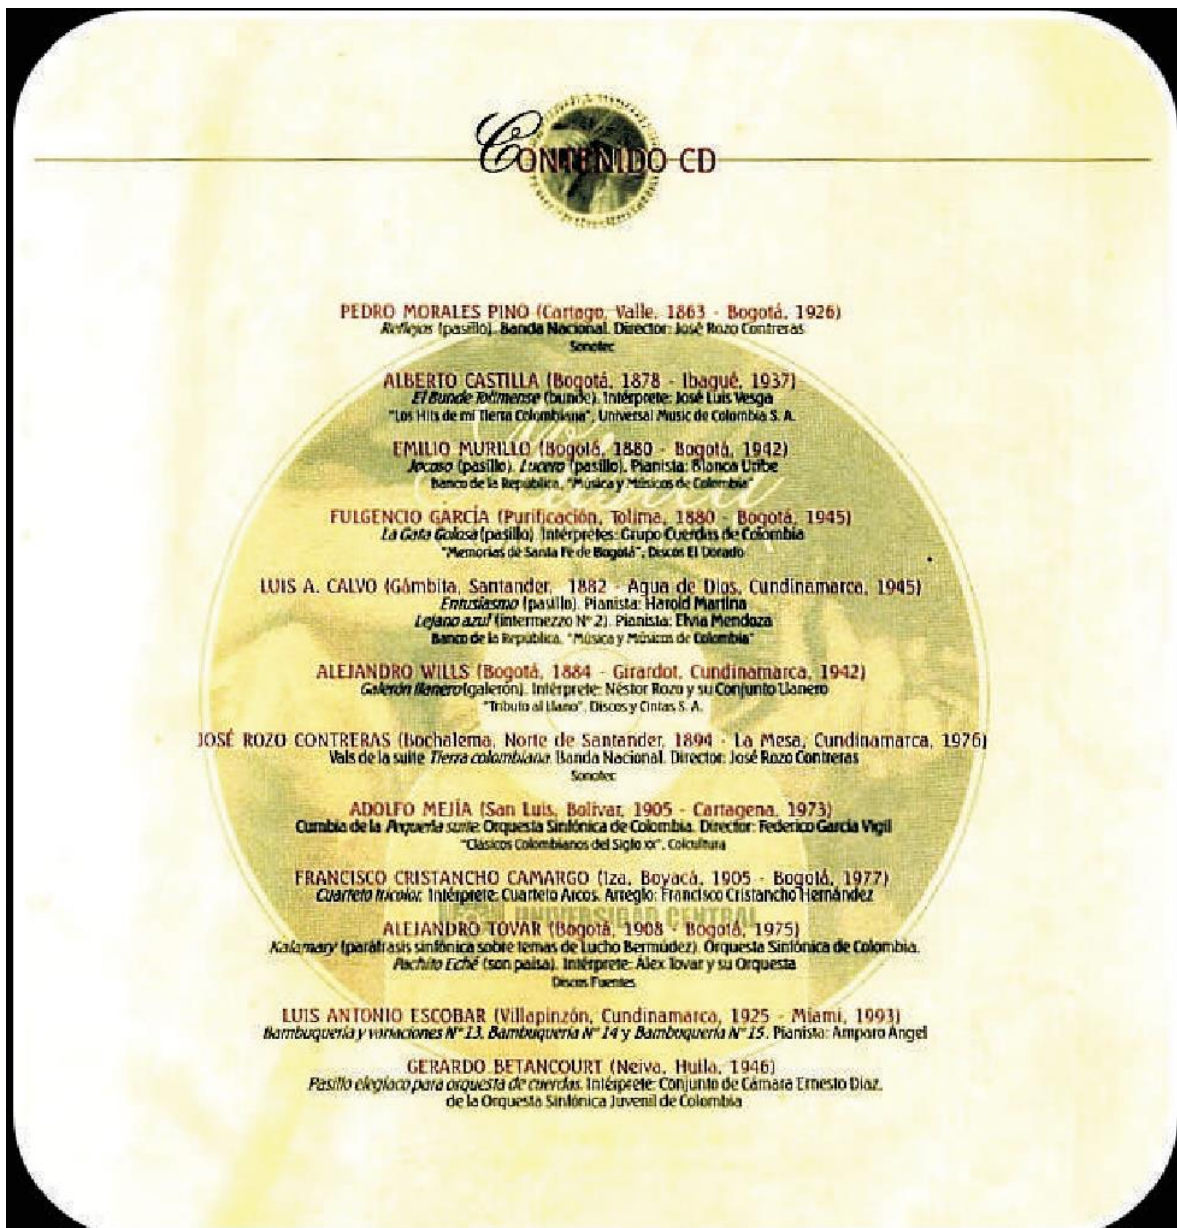 CONTENIDO CD
PEDRO MORALES PINO (Cartago, Valle, 1863 - Bogotá, 1926)
Reflejos (pasillo). Banda Nacional. Director: José Rozo Contreras
Sonotec
ALBERTO CASTILLA (Bogotá, 1878 - Ibagué, 1937)
El Bunde Tolimense (bunde). Intérprete: José Luis Vesga
"Los Hits de mi Tierra Colombiana", Universal Music de Colombia S. A.
EMILIO MURILLO (Bogotá, 1880 - Bogotá, 1942)
Jocoso (pasillo). Lucero (pasillo). Pianista: Blanca Uribe
Banco de la República, "Música y Músicos de Colombia"
FULGENCIO GARCÍA (Purificación, Tolima, 1880 - Bogotá, 1945)
La Gata Golosa (pasillo). Intérpretes: Grupo Cuerdas de Colombia
"Memorias de Santa Fe de Bogotá", Discos El Dorado
LUIS A. CALVO (Gámbita, Santander, 1882 - Agua de Dios, Cundinamarca, 1945)
Entusiasmo (pasillo). Pianista: Harold Martina
Lejano azul (intermezzo Nº 2). Pianista: Elvia Mendoza
Banco de la República, "Música y Músicos de Colombia"
ALEJANDRO WILLS (Bogotá, 1884 - Girardot, Cundinamarca, 1942)
Galerón llanero (galerón). Intérprete: Néstor Rozo y su Conjunto Llanero
"Tributo al Llano", Discos y Cintas S. A.
JOSÉ ROZO CONTRERAS (Bochalema, Norte de Santander, 1894 - La Mesa, Cundinamarca, 1976)
Vals de la suite Tierra colombiana. Banda Nacional. Director: José Rozo Contreras
Sonotec
ADOLFO MEJÍA (San Luis, Bolívar, 1905 - Cartagena, 1973)
Cumbia de la Pequeña suite. Orquesta Sinfónica de Colombia. Director: Federico García Vigil
"Clásicos Colombianos del Siglo XX", Colcultura
FRANCISCO CRISTANCHO CAMARGO (Iza, Boyacá, 1905 - Bogotá, 1977)
Cuarteto tricolor. Intérprete: Cuarteto Arcos. Arreglo: Francisco Cristancho Hernández
UNIVERSIDAD CENTRAL
ALEJANDRO TOVAR (Bogotá, 1908 - Bogotá, 1975)
Kalamary (paráfrasis sinfónica sobre temas de Lucho Bermúdez). Orquesta Sinfónica de Colombia.
Pachito Eché (son paisa). Intérprete: Álex Tovar y su Orquesta
Discos Fuentes
LUIS ANTONIO ESCOBAR (Villapinzón, Cundinamarca, 1925 - Miami, 1993)
Bambuquería y variaciones Nº 13, Bambuquería Nº 14 y Bambuquería Nº 15. Pianista: Amparo Ángel
GERARDO BETANCOURT (Neiva, Huila, 1946)
Pasillo elegíaco para orquesta de cuerdas. Intérprete: Conjunto de Cámara Ernesto Díaz,
de la Orquesta Sinfónica Juvenil de Colombia